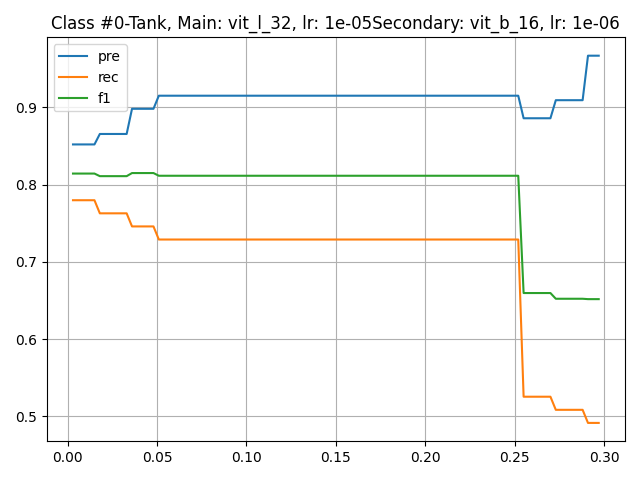 Class #0-Tank, Main: vit_l_32, lr: 1e-05Secondary: vit_b_16, lr: 1e-06
pre
rec
f1
0.9
0.8
0.7
0.6
0.5
0.00 0.05 0.10 0.15 0.20 0.25 0.30